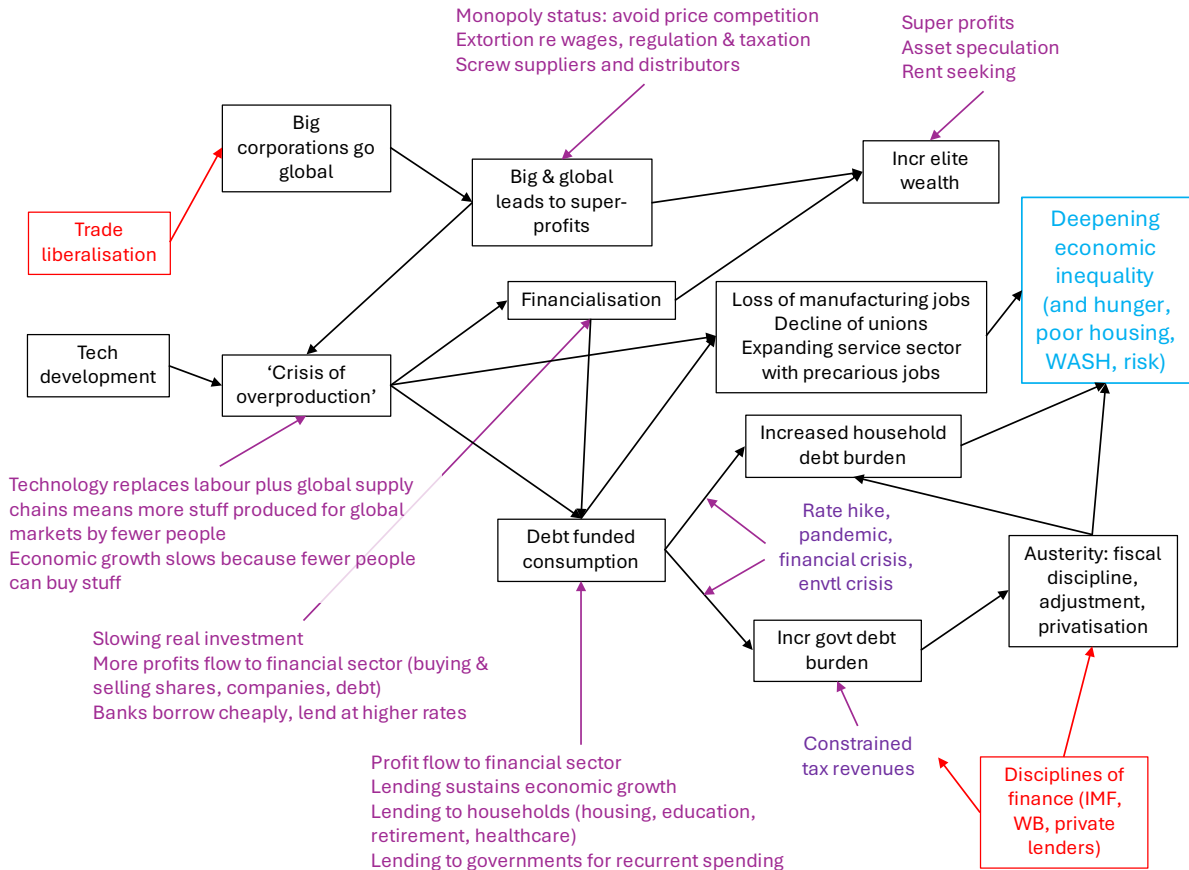 Monopoly status: avoid price competition
Extortion re wages, regulation & taxation
Screw suppliers and distributors
Super profits
Asset speculation
Rent seeking
Big
corporations go
global
Big & global
leads to super-
profits
Incr elite
wealth
Trade
liberalisation
Deepening
economic
inequality
(and hunger,
poor housing,
WASH, risk)
Financialisation
Loss of manufacturing jobs
Decline of unions
Expanding service sector
with precarious jobs
Tech
development
‘Crisis of
overproduction’
Increased household
debt burden
Technology replaces labour plus global supply
chains means more stuff produced for global
markets by fewer people
Economic growth slows because fewer people
can buy stuff
Debt funded
consumption
Rate hike,
pandemic,
financial crisis,
envtl crisis
Austerity: fiscal
discipline,
adjustment,
privatisation
Slowing real investment
More profits flow to financial sector (buying &
selling shares, companies, debt)
Banks borrow cheaply, lend at higher rates
Incr govt debt
burden
Constrained
tax revenues
Profit flow to financial sector
Lending sustains economic growth
Lending to households (housing, education,
retirement, healthcare)
Lending to governments for recurrent spending
Disciplines of
finance (IMF,
WB, private
lenders)